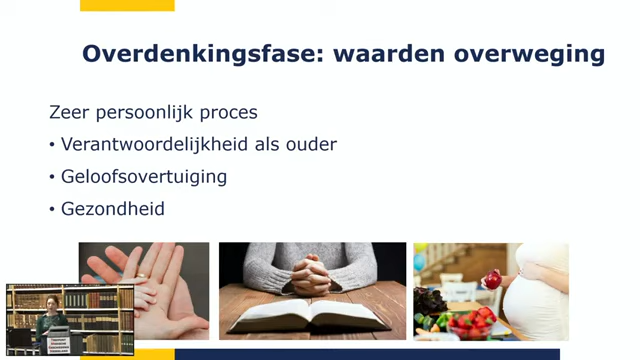 Overdenkingsfase: waarden overweging
Zeer persoonlijk proces
• Verantwoordelijkheid als ouder
• Geloofsovertuiging
• Gezondheid